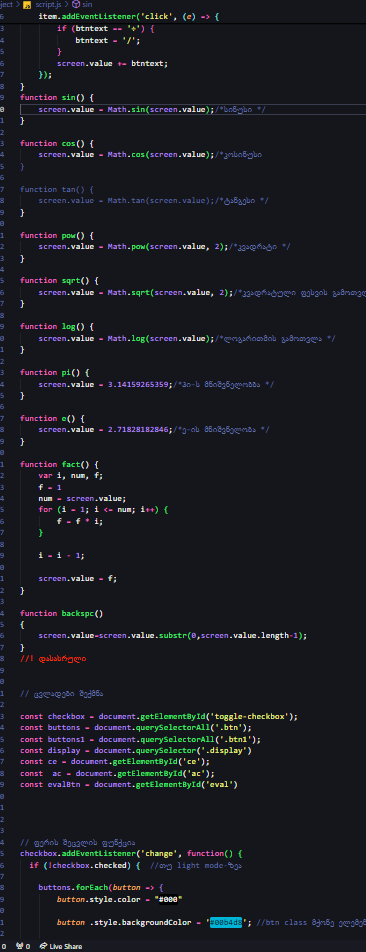 ject > script.js > sin
item.addEventListener('click', (e) => {
if (btntext == '÷') {
btntext = '/';
}
screen.value += btntext;
});
}
function sin() {
screen.value = Math.sin(screen.value);/*სინუსი */
}
function cos() {
screen.value = Math.cos(screen.value);/*კოსინუსი
}
function tan() {
screen.value = Math.tan(screen.value);/*ტანგესი */
}
function pow() {
screen.value = Math.pow(screen.value, 2);/*კვადრატი */
}
function sqrt() {
screen.value = Math.sqrt(screen.value, 2);/*კვადრატული ფესვის გამოთვლ
}
function log() {
screen.value = Math.log(screen.value);/*ლოგარითმის გამოთვლა */
}
function pi() {
screen.value = 3.14159265359;/*პი-ს მნიშვნელობბა */
}
function e() {
screen.value = 2.71828182846;/*ე-ის მნიშვნელობა */
}
function fact() {
var i, num, f;
f = 1
num = screen.value;
for (i = 1; i <= num; i++) {
f = f * i;
}
i = i - 1;
screen.value = f;
}
function backspc()
{
screen.value=screen.value.substr(0,screen.value.length-1);
}
//! დასასრული
// ცვლადები შექმნა
const checkbox = document.getElementById('toggle-checkbox');
const buttons = document.querySelectorAll('.btn');
const buttons1 = document.querySelectorAll('.btn1');
const display = document.querySelector('.display')
const ce = document.getElementById('ce');
const ac = document.getElementById('ac');
const evalBtn = document.getElementById('eval')
// ფერის შეცვლის ფუნქცია
checkbox.addEventListener('change', function() {
if (!checkbox.checked) { //თუ light mode-ზეა
buttons.forEach(button => {
button.style.color = "#000"
button .style.backgroundColor = '#00b4d8'; //btn class მქონე ელემენ
0 0 Live Share